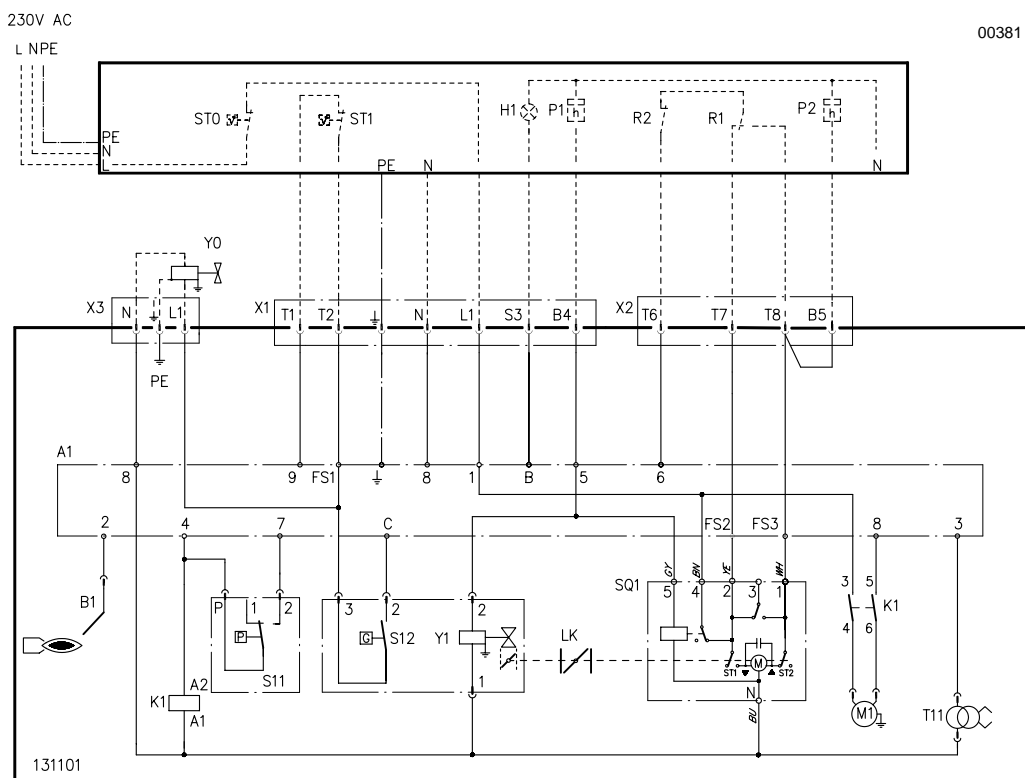 230V AC
00381
L N PE
ST0 ST1 H1 P1 h R2 R1 P2 h
PE
N
L
PE N N
Y0
X3 N L1 X1 T1 T2 N L1 S3 B4 X2 T6 T7 T8 B5
PE
A1
8 9 FS1 8 1 B 5 6
2 4 7 C FS2 FS3 8 3
GY BN YE WH
SQ1 5 4 2 3 1
B1 P 1 2 3 2 2 3 5 K1
P G S12 Y1 LK 4 6
ST1 M ST2
S11
K1 A2 1 N M1 T11
A1 BU
131101